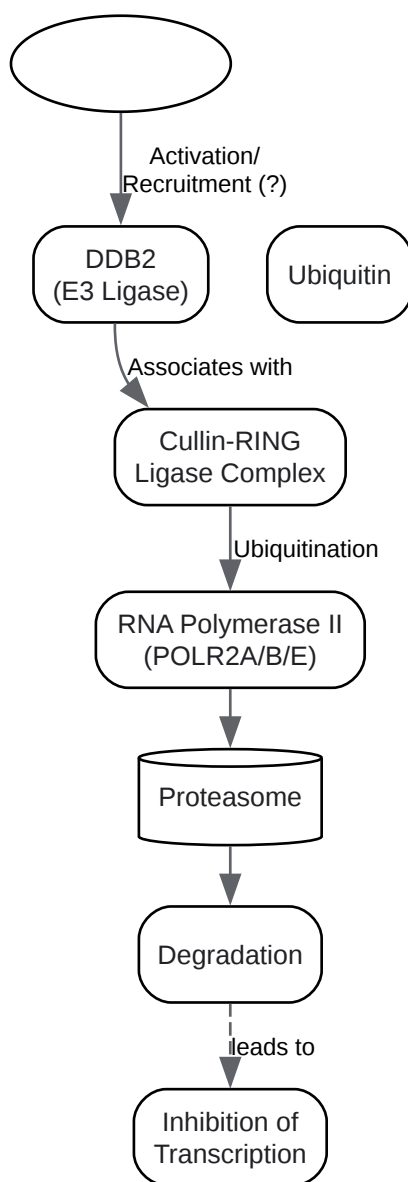 Activation/
Recruitment (?)
DDB2
(E3 Ligase)
Ubiquitin
Associates with
Cullin-RING
Ligase Complex
Ubiquitination
RNA Polymerase II
(POLR2A/B/E)
Proteasome
Degradation
leads to
Inhibition of
Transcription